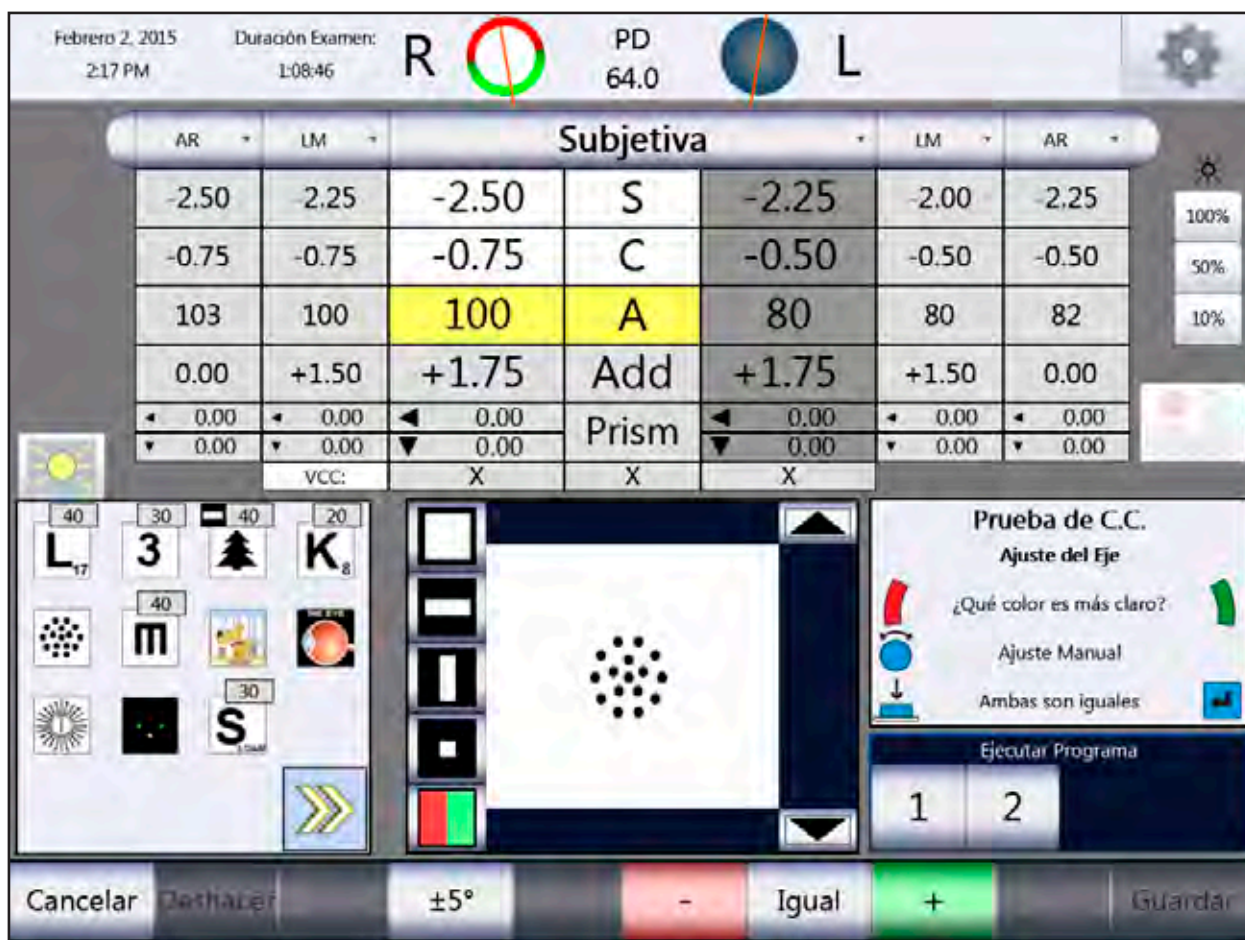 Febrero 2, 2015 Duración Examen: R PD L
2:17 PM 1:08:46 64.0
AR LM Subjetiva LM AR
-2.50 -2.25 -2.50 S -2.25 -2.00 -2.25
100%
-0.75 -0.75 -0.75 C -0.50 -0.50 -0.50
50%
103 100 100 A 80 80 82
10%
0.00 +1.50 +1.75 Add +1.75 +1.50 0.00
0.00 0.00 0.00 Prism 0.00 0.00 0.00
0.00 0.00 0.00 0.00 0.00 0.00
VCC: X X X
40 30 40 20
L 17 3 K 8
40
m
30
S
Prueba de C.C.
Ajuste del Eje
¿Qué color es más claro?
Ajuste Manual
Ambas son iguales
Ejecutar Programa
1 2
Cancelar Deshacer ±5° - Igual + Guardar